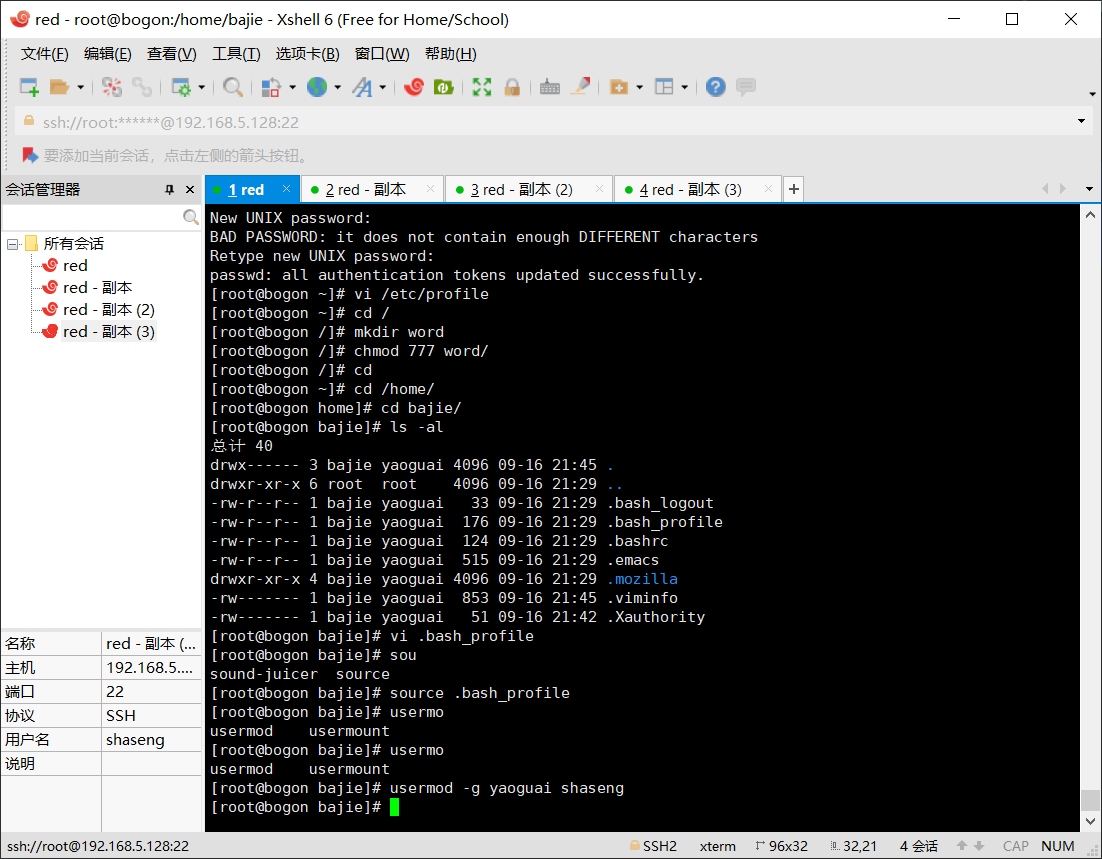 red - root@bogon:/home/bajie - Xshell 6 (Free for Home/School)
文件(F) 编辑(E) 查看(V) 工具(T) 选项卡(B) 窗口(W) 帮助(H)
ssh://root:******@192.168.5.128:22
要添加当前会话，点击左侧的箭头按钮。
会话管理器
1 red 2 red - 副本 3 red - 副本 (2) 4 red - 副本 (3)
所有会话
red
red - 副本
red - 副本 (2)
red - 副本 (3)
名称 red - 副本 (...
主机 192.168.5....
端口 22
协议 SSH
用户名 shaseng
说明
New UNIX password:
BAD PASSWORD: it does not contain enough DIFFERENT characters
Retype new UNIX password:
passwd: all authentication tokens updated successfully.
[root@bogon ~]# vi /etc/profile
[root@bogon ~]# cd /
[root@bogon /]# mkdir word
[root@bogon /]# chmod 777 word/
[root@bogon /]# cd
[root@bogon ~]# cd /home/
[root@bogon home]# cd bajie/
[root@bogon bajie]# ls -al
总计 40
drwx------ 3 bajie yaoguai 4096 09-16 21:45 .
drwxr-xr-x 6 root  root    4096 09-16 21:29 ..
-rw-r--r-- 1 bajie yaoguai   33 09-16 21:29 .bash_logout
-rw-r--r-- 1 bajie yaoguai  176 09-16 21:29 .bash_profile
-rw-r--r-- 1 bajie yaoguai  124 09-16 21:29 .bashrc
-rw-r--r-- 1 bajie yaoguai  515 09-16 21:29 .emacs
drwxr-xr-x 4 bajie yaoguai 4096 09-16 21:29 .mozilla
-rw------- 1 bajie yaoguai  853 09-16 21:45 .viminfo
-rw------- 1 bajie yaoguai   51 09-16 21:42 .Xauthority
[root@bogon bajie]# vi .bash_profile
[root@bogon bajie]# sou
sound-juicer  source
[root@bogon bajie]# source .bash_profile
[root@bogon bajie]# usermo
usermod    usermount
[root@bogon bajie]# usermo
usermod    usermount
[root@bogon bajie]# usermod -g yaoguai shaseng
[root@bogon bajie]#
ssh://root@192.168.5.128:22 SSH2 xterm 96x32 32,21 4 会话 CAP NUM